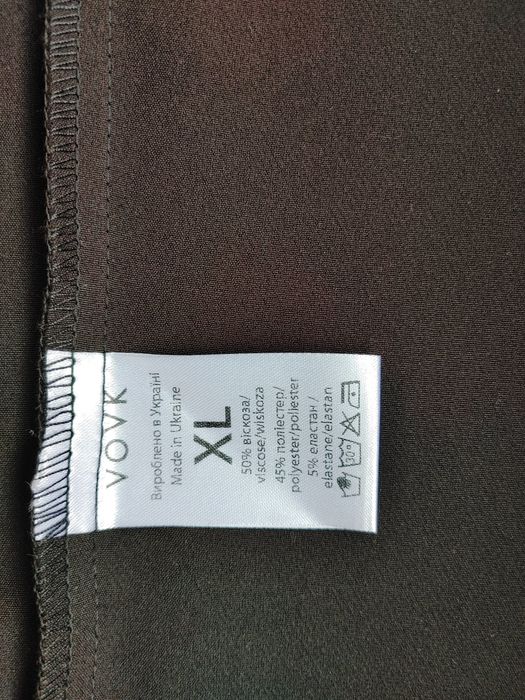 VOVK
Вироблено в Україні
Made in Ukraine
XL
50% віскоза/
viscose/wiskoza
45% поліестер/
polyester/poliester
5% еластан /
elastane/elastan
30°